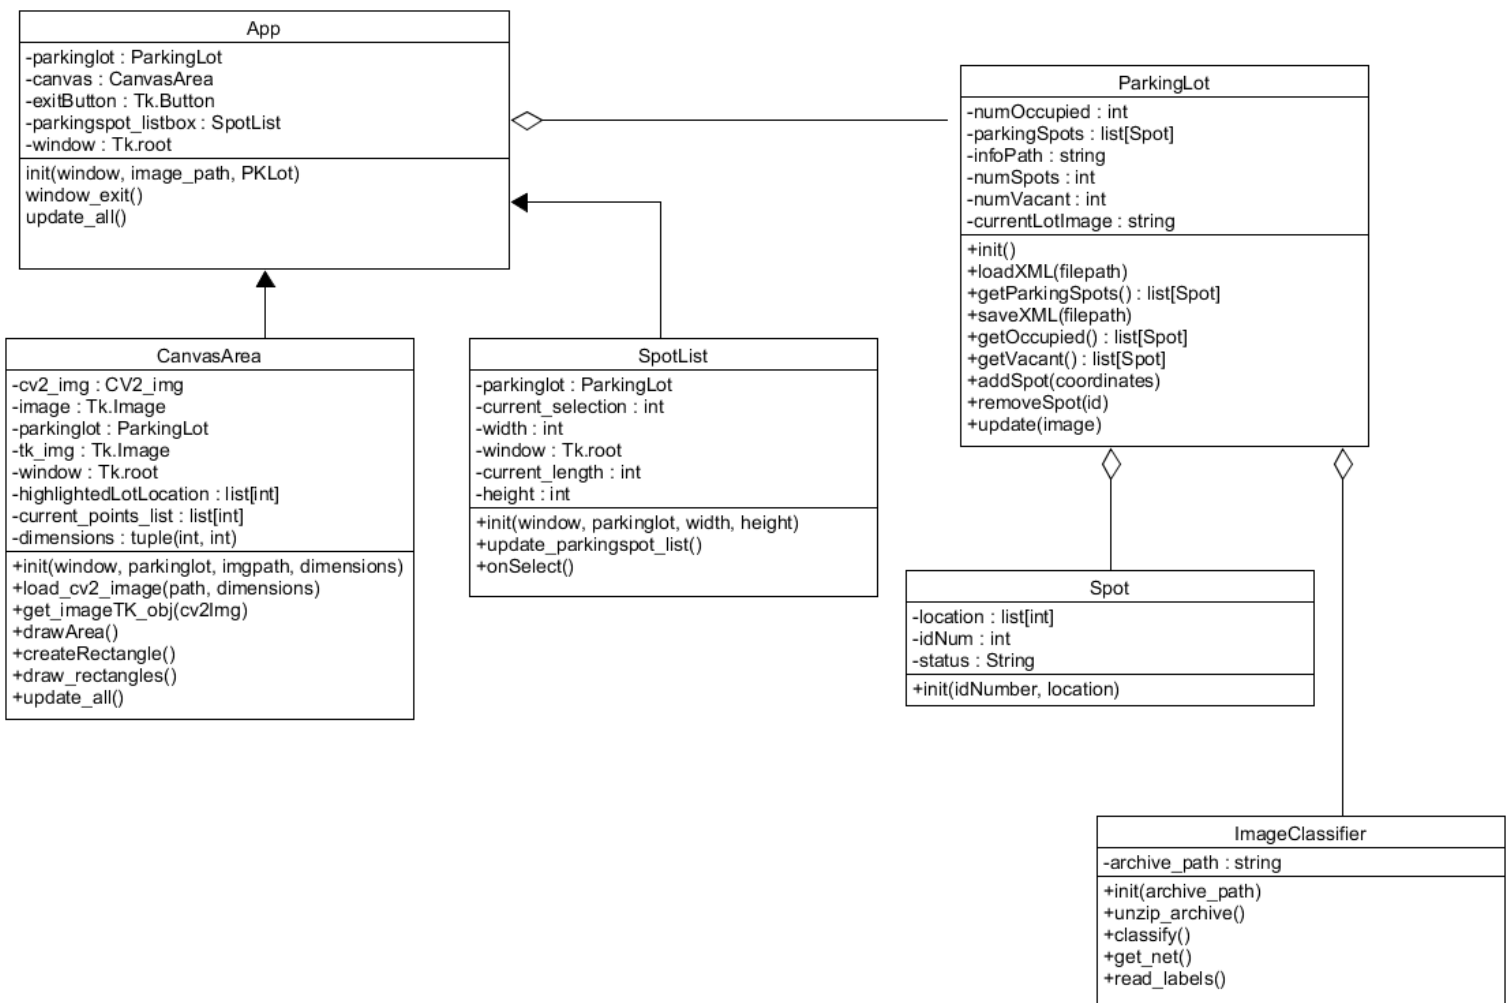 App
-parkinglot : ParkingLot
-canvas : CanvasArea
-exitButton : Tk.Button
-parkingspot_listbox : SpotList
-window : Tk.root
init(window, image_path, PKLot)
window_exit()
update_all()
ParkingLot
-numOccupied : int
-parkingSpots : list[Spot]
-infoPath : string
-numSpots : int
-numVacant : int
-currentLotImage : string
+init()
+loadXML(filepath)
+getParkingSpots() : list[Spot]
+saveXML(filepath)
+getOccupied() : list[Spot]
+getVacant() : list[Spot]
+addSpot(coordinates)
+removeSpot(id)
+update(image)
CanvasArea
-cv2_img : CV2_img
-image : Tk.Image
-parkinglot : ParkingLot
-tk_img : Tk.Image
-window : Tk.root
-highlightedLotLocation : list[int]
-current_points_list : list[int]
-dimensions : tuple(int, int)
+init(window, parkinglot, imgpath, dimensions)
+load_cv2_image(path, dimensions)
+get_imageTK_obj(cv2Img)
+drawArea()
+createRectangle()
+draw_rectangles()
+update_all()
SpotList
-parkinglot : ParkingLot
-current_selection : int
-width : int
-window : Tk.root
-current_length : int
-height : int
+init(window, parkinglot, width, height)
+update_parkingspot_list()
+onSelect()
Spot
-location : list[int]
-idNum : int
-status : String
+init(idNumber, location)
ImageClassifier
-archive_path : string
+init(archive_path)
+unzip_archive()
+classify()
+get_net()
+read_labels()